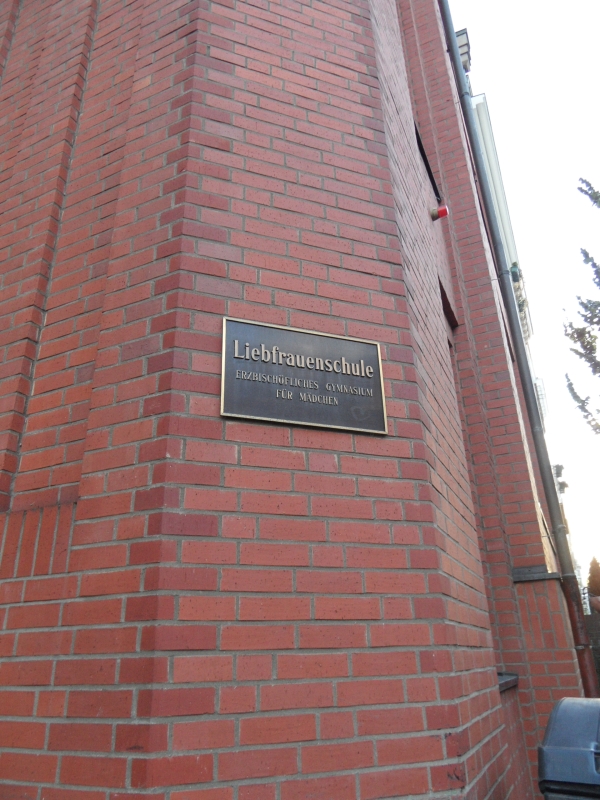 Liebfrauenschule
ERZBISCHÖFLICHES GYMNASIUM
FÜR MÄDCHEN